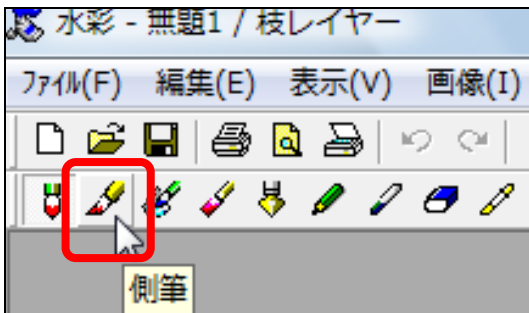 水彩 - 無題1 / 枝レイヤー
ﾌｧｲﾙ(F) 編集(E) 表示(V) 画像(I)
側筆